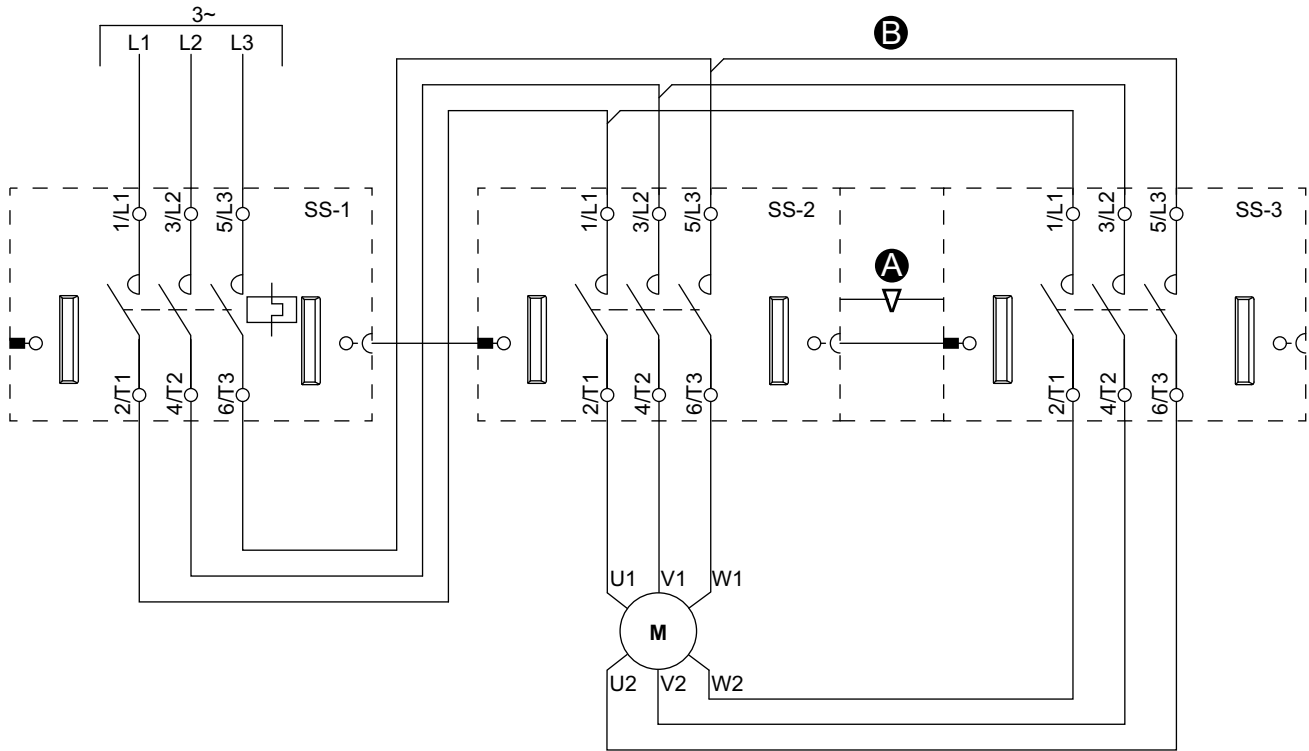 3~
L1 L2 L3
B
1/L1 3/L2 5/L3 SS-1
1/L1 3/L2 5/L3 SS-2
1/L1 3/L2 5/L3 SS-3
A
2/T1 4/T2 6/T3
2/T1 4/T2 6/T3
2/T1 4/T2 6/T3
U1 V1 W1
M
U2 V2 W2